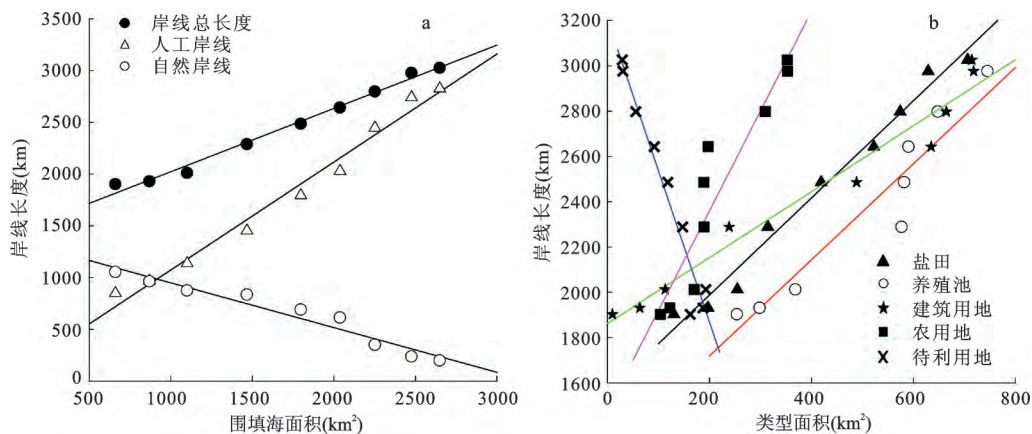 a
岸线总长度
人工岸线
自然岸线
3500
3000
2500
2000
1500
1000
500
0
岸线长度(km)
500 1000 1500 2000 2500 3000
围填海面积(km²)
b
3200
3000
2800
2600
2400
2200
2000
1800
1600
岸线长度(km)
盐田
养殖池
建筑用地
农用地
待利用地
0 200 400 600 800
类型面积(km²)